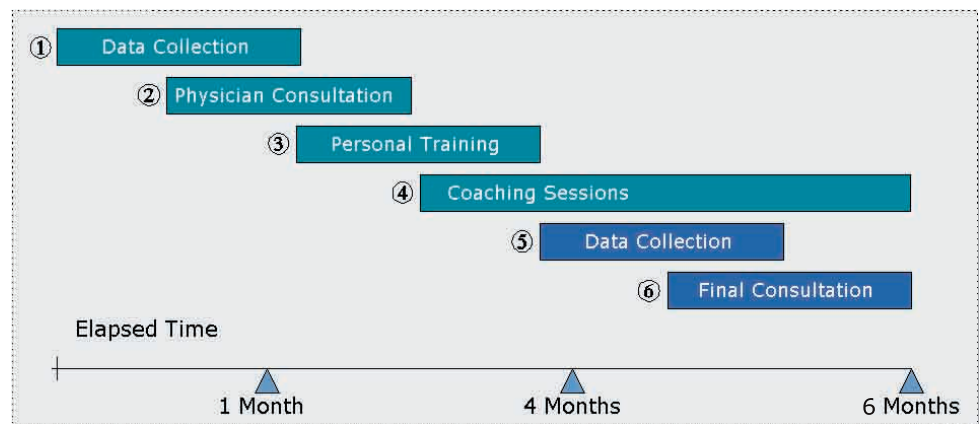 ① Data Collection
② Physician Consultation
③ Personal Training
④ Coaching Sessions
⑤ Data Collection
⑥ Final Consultation
Elapsed Time
1 Month 4 Months 6 Months